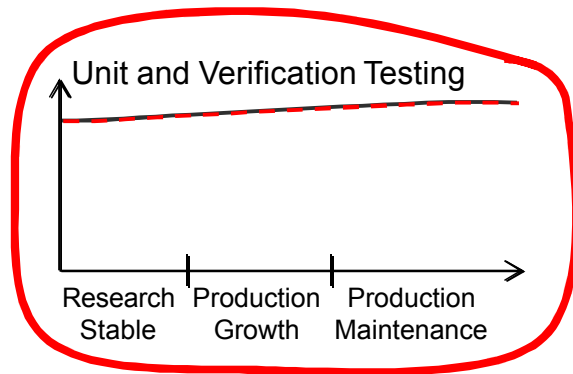 Unit and Verification Testing
Research Production Production
Stable Growth Maintenance